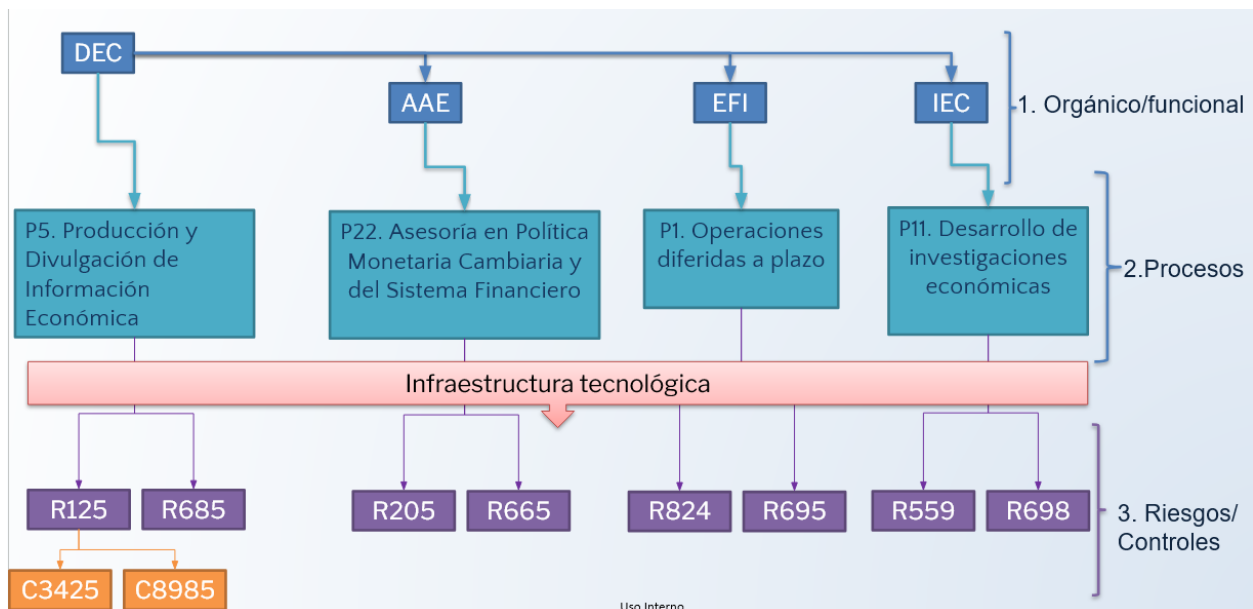 DEC
AAE
EFI
IEC
1. Orgánico/funcional
P5. Producción y
Divulgación de
Información
Económica
P22. Asesoría en Política
Monetaria Cambiaria y
del Sistema Financiero
P1. Operaciones
diferidas a plazo
P11. Desarrollo de
investigaciones
económicas
2.Procesos
Infraestructura tecnológica
R125
R685
R205
R665
R824
R695
R559
R698
3. Riesgos/
Controles
C3425
C8985
Uso Interno